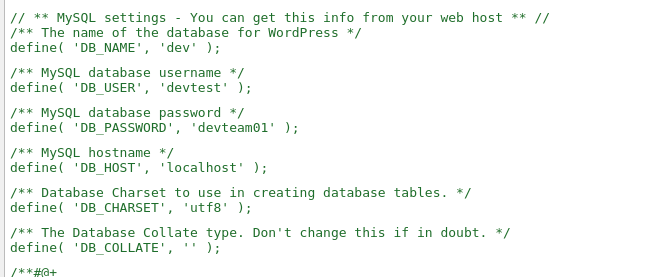 // ** MySQL settings - You can get this info from your web host ** //
/** The name of the database for WordPress */
define( 'DB_NAME', 'dev' );
/** MySQL database username */
define( 'DB_USER', 'devtest' );
/** MySQL database password */
define( 'DB_PASSWORD', 'devteam01' );
/** MySQL hostname */
define( 'DB_HOST', 'localhost' );
/** Database Charset to use in creating database tables. */
define( 'DB_CHARSET', 'utf8' );
/** The Database Collate type. Don't change this if in doubt. */
define( 'DB_COLLATE', '' );
/**#@+